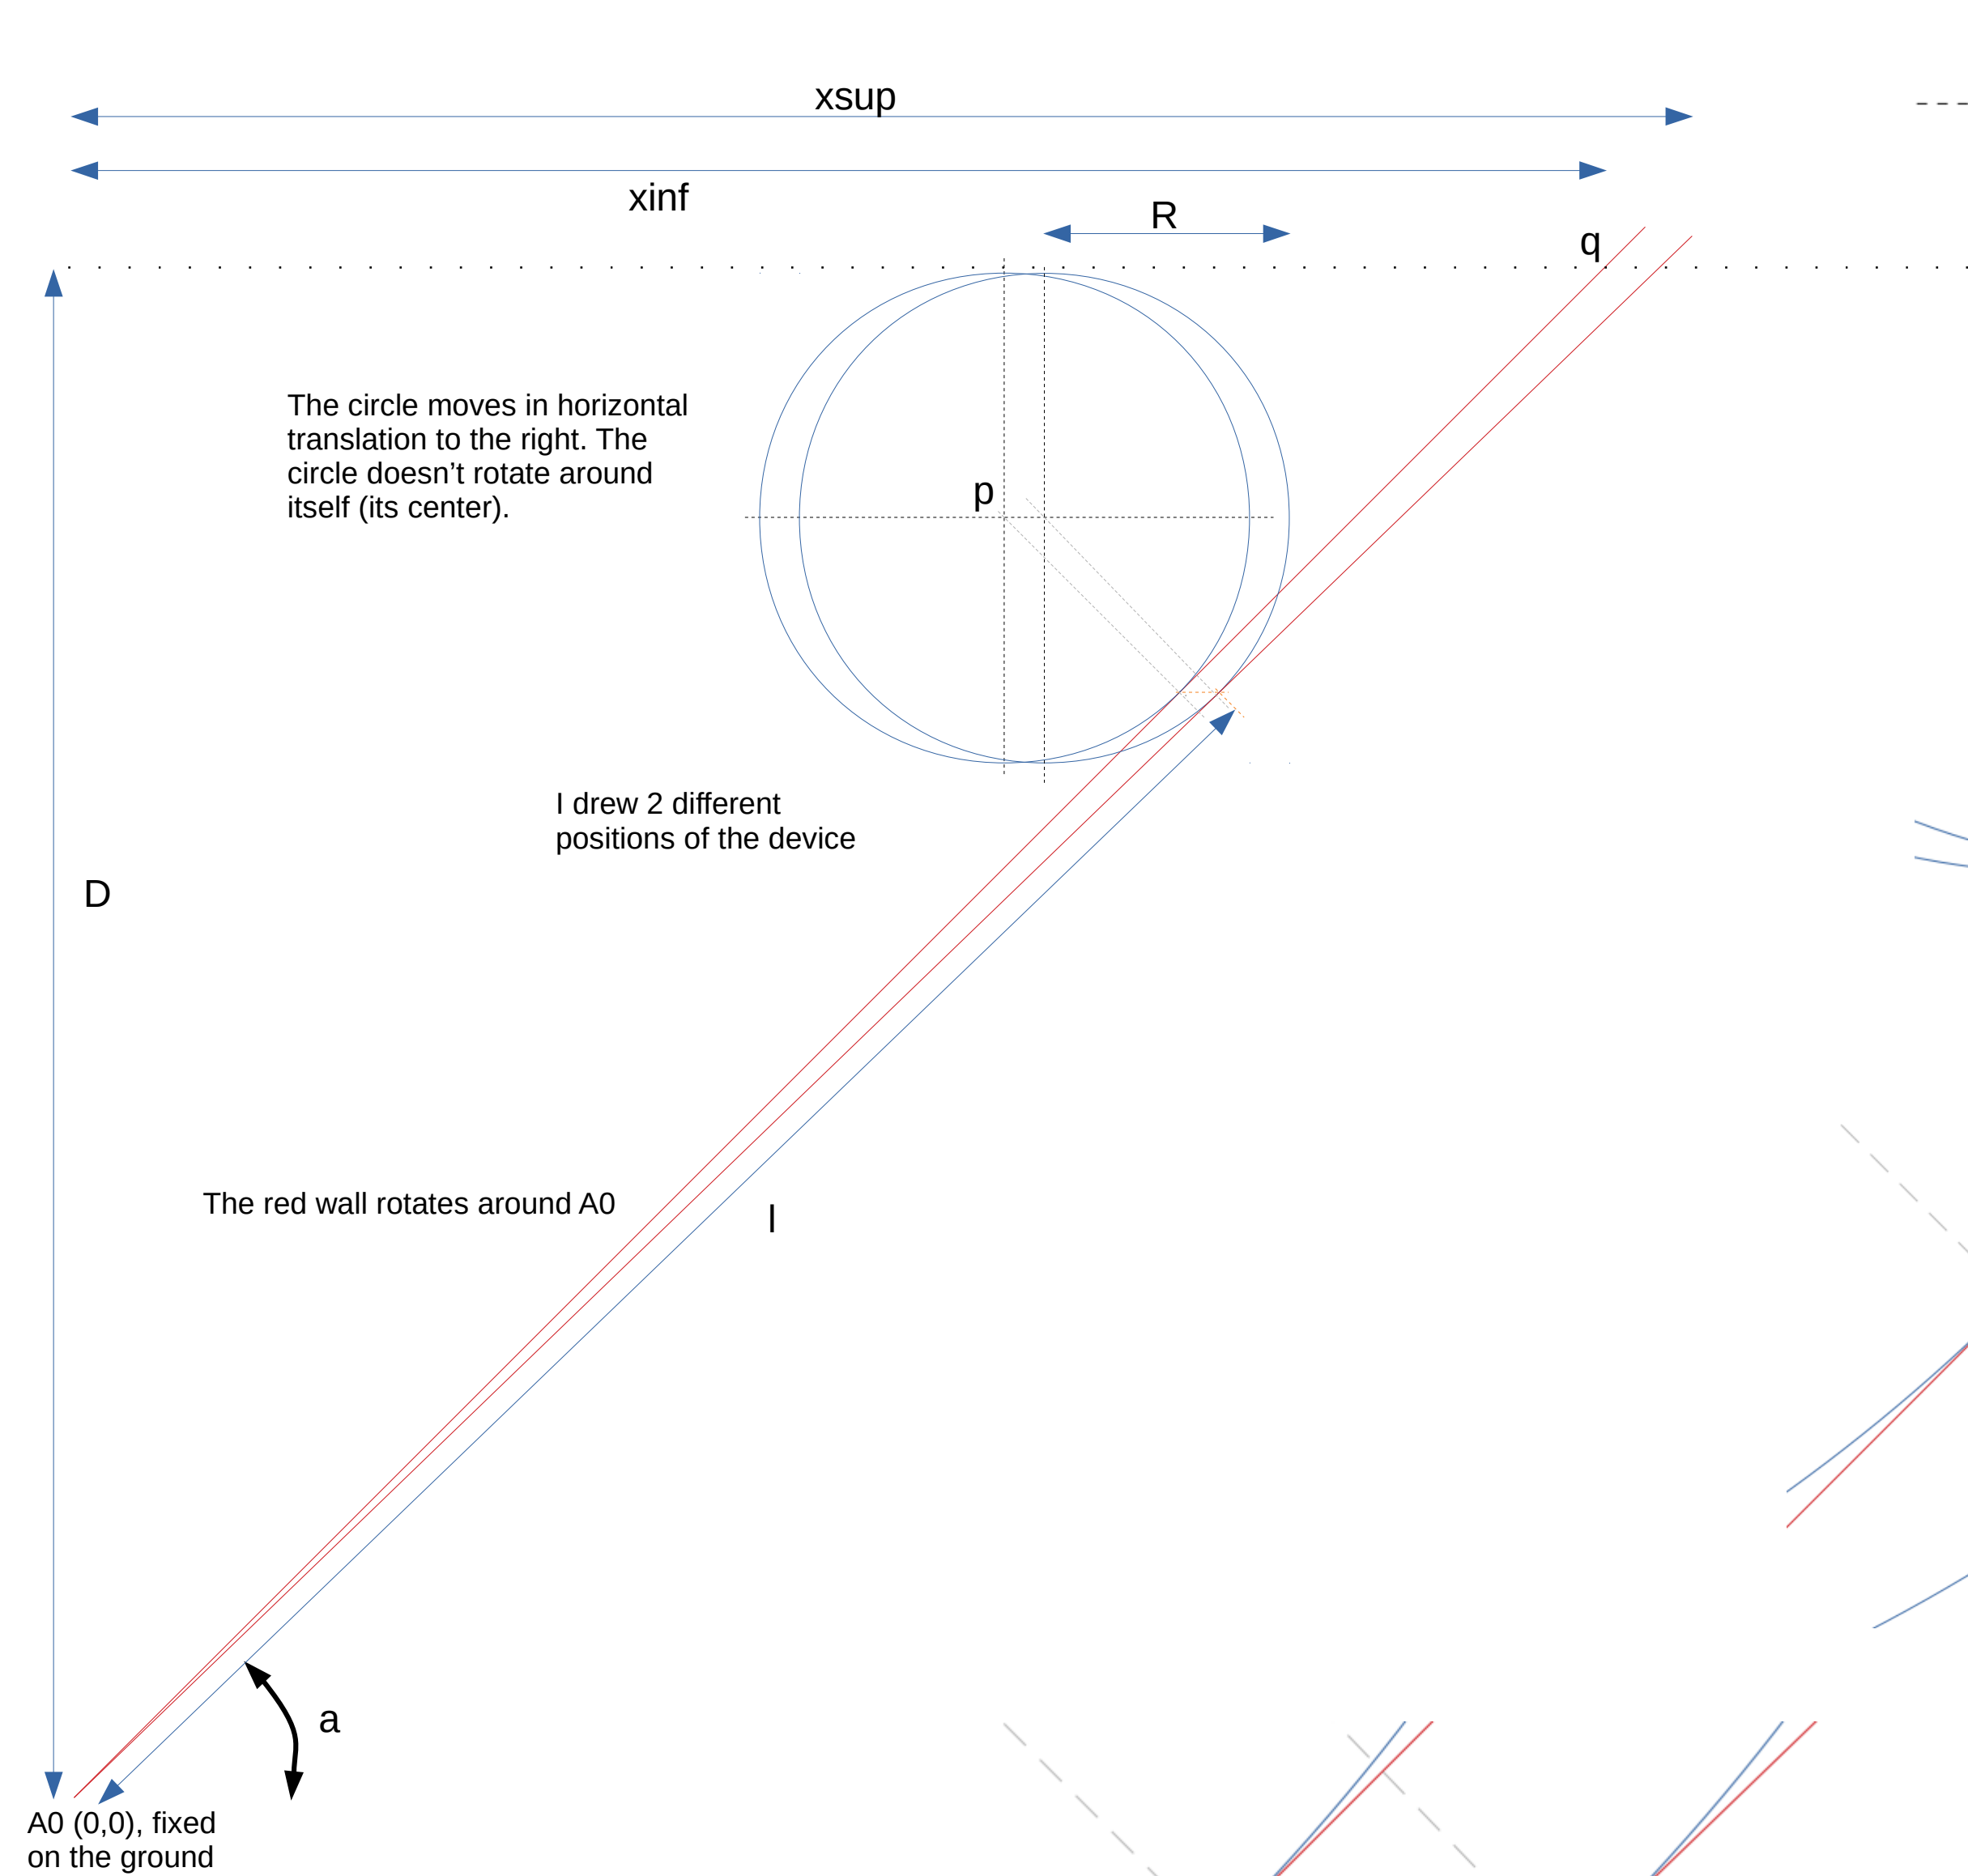 xsup
xinf
R
q
The circle moves in horizontal
translation to the right. The
circle doesn’t rotate around
itself (its center).
p
I drew 2 different
positions of the device
D
The red wall rotates around A0
l
a
A0 (0,0), fixed
on the ground